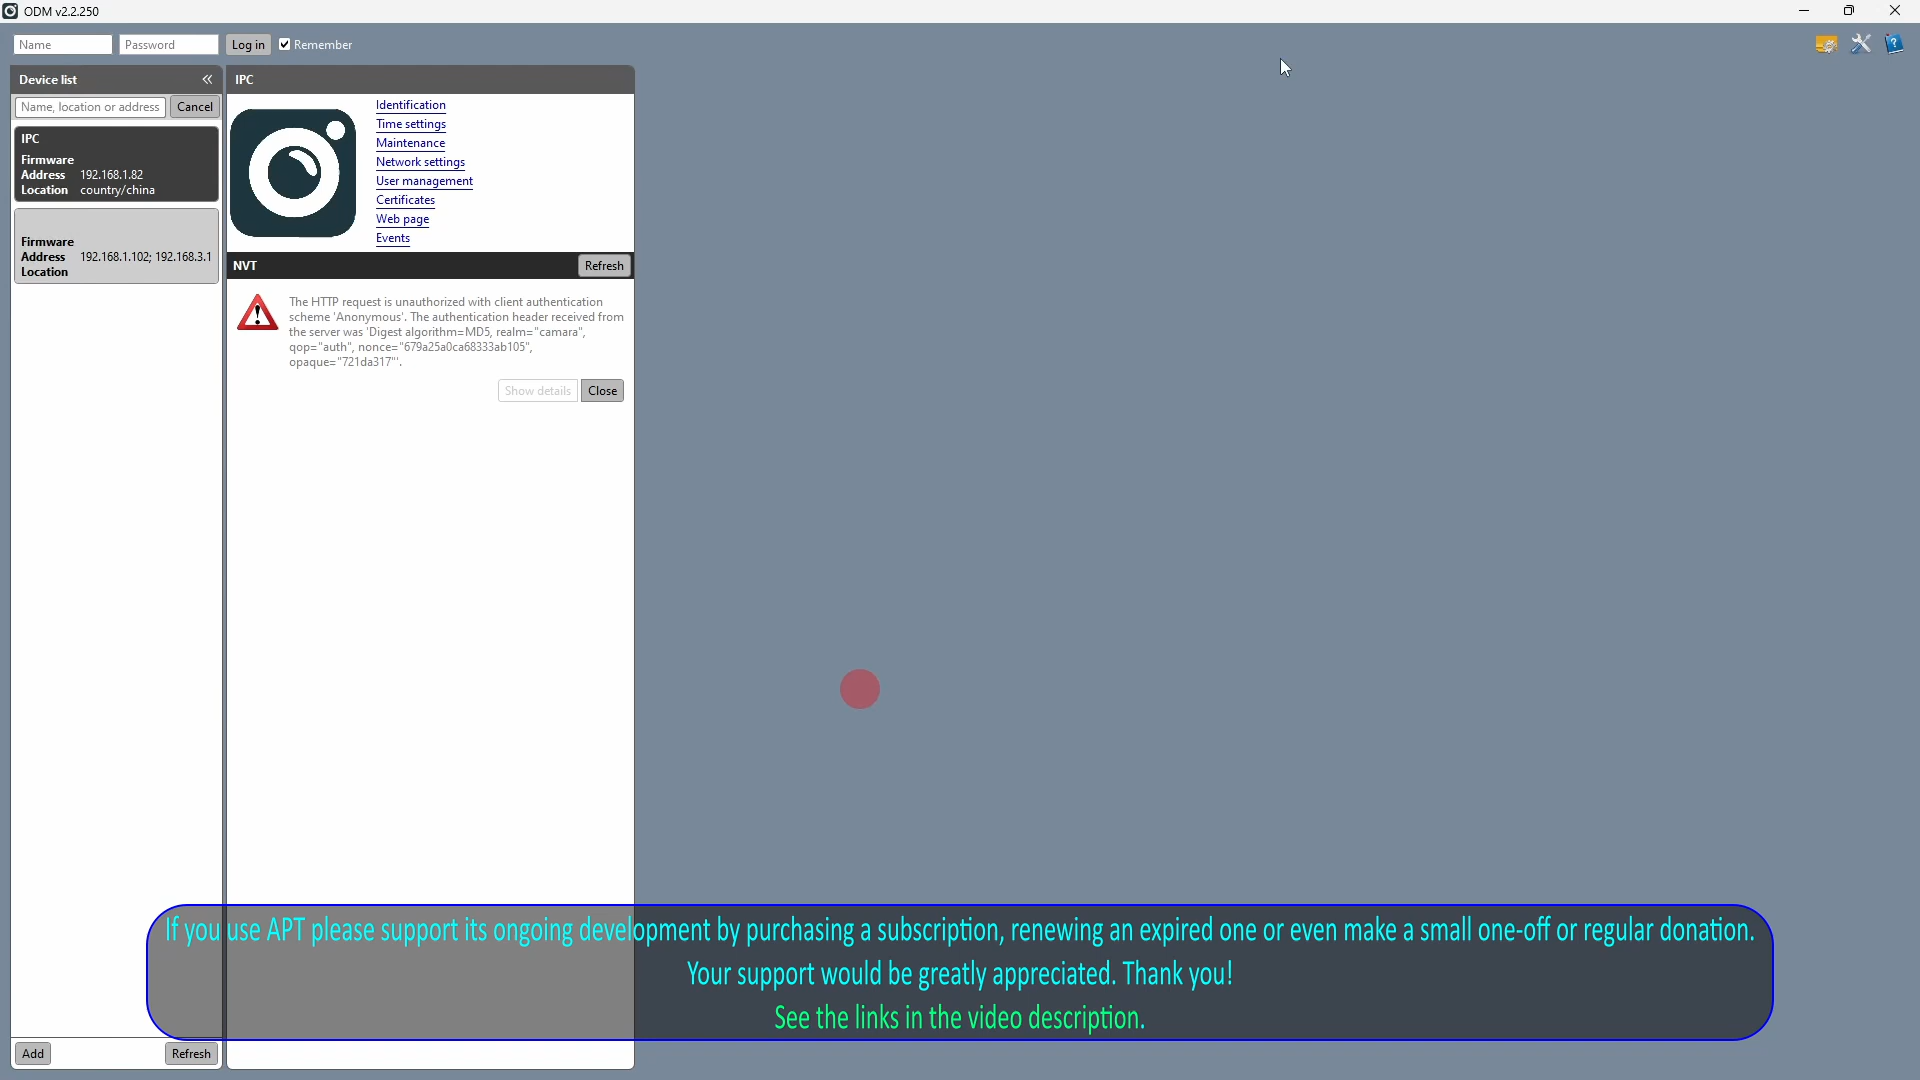 ODM v2.2.250
Name
Password
Log in
Remember
Device list
«
Name, location or address
Cancel
IPC
Firmware
Address 192.168.1.82
Location country/china
Firmware
Address 192.168.1.102; 192.168.3.1
Location
Add
Refresh
IPC
Identification
Time settings
Maintenance
Network settings
User management
Certificates
Web page
Events
NVT
Refresh
The HTTP request is unauthorized with client authentication
scheme 'Anonymous'. The authentication header received from
the server was 'Digest algorithm=MD5, realm="camara",
qop="auth", nonce="679a25a0ca68333ab105",
opaque="721da317"'.
Show details
Close
If you use APT please support its ongoing development by purchasing a subscription, renewing an expired one or even make a small one-off or regular donation.
Your support would be greatly appreciated. Thank you!
See the links in the video description.